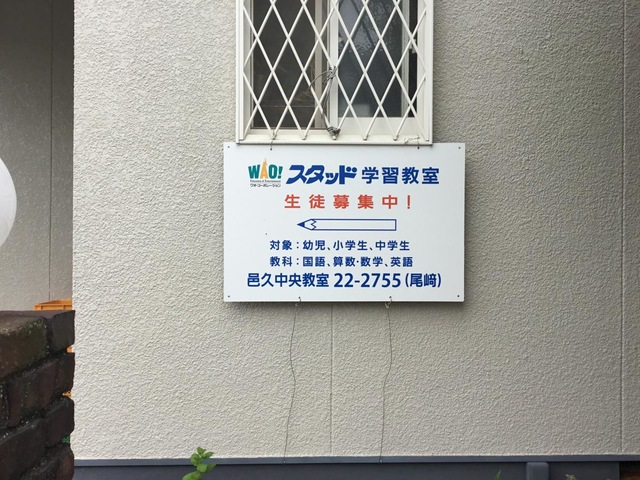 WAO! スタッド 学習教室
ワオ・コーポレーション
生徒募集中!
対象:幼児、小学生、中学生
教科:国語、算数・数学、英語
邑久中央教室 22-2755(尾﨑)